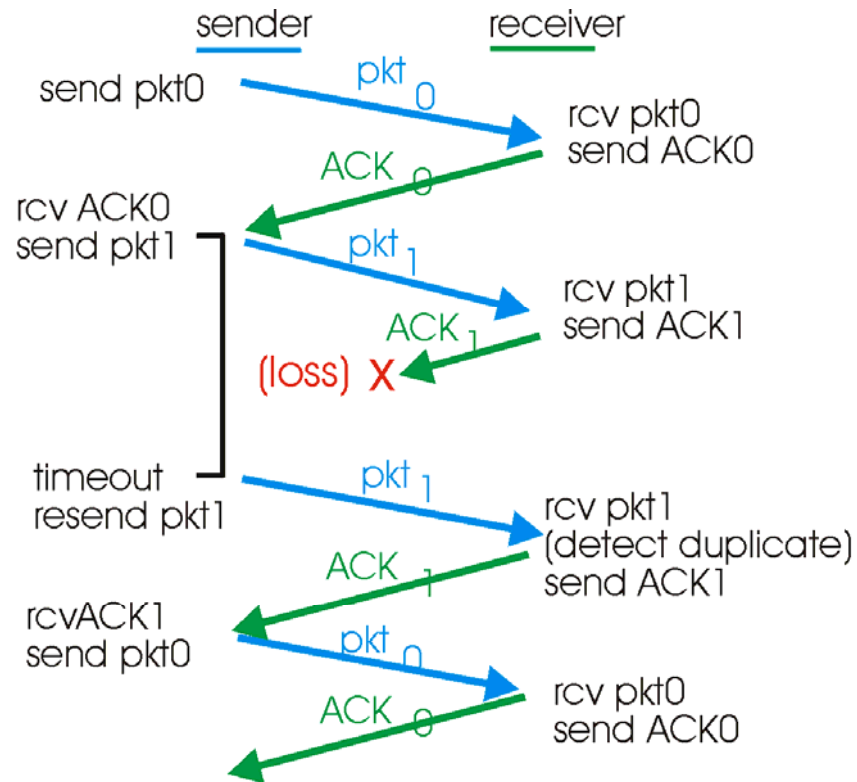 sender
receiver
send pkt0
pkt 0
rcv pkt0
send ACK0
ACK 0
rcv ACK0
send pkt1
pkt 1
rcv pkt1
send ACK1
ACK 1
(loss) X
timeout
resend pkt1
pkt 1
rcv pkt1
(detect duplicate)
send ACK1
ACK 1
rcvACK1
send pkt0
pkt 0
rcv pkt0
send ACK0
ACK 0